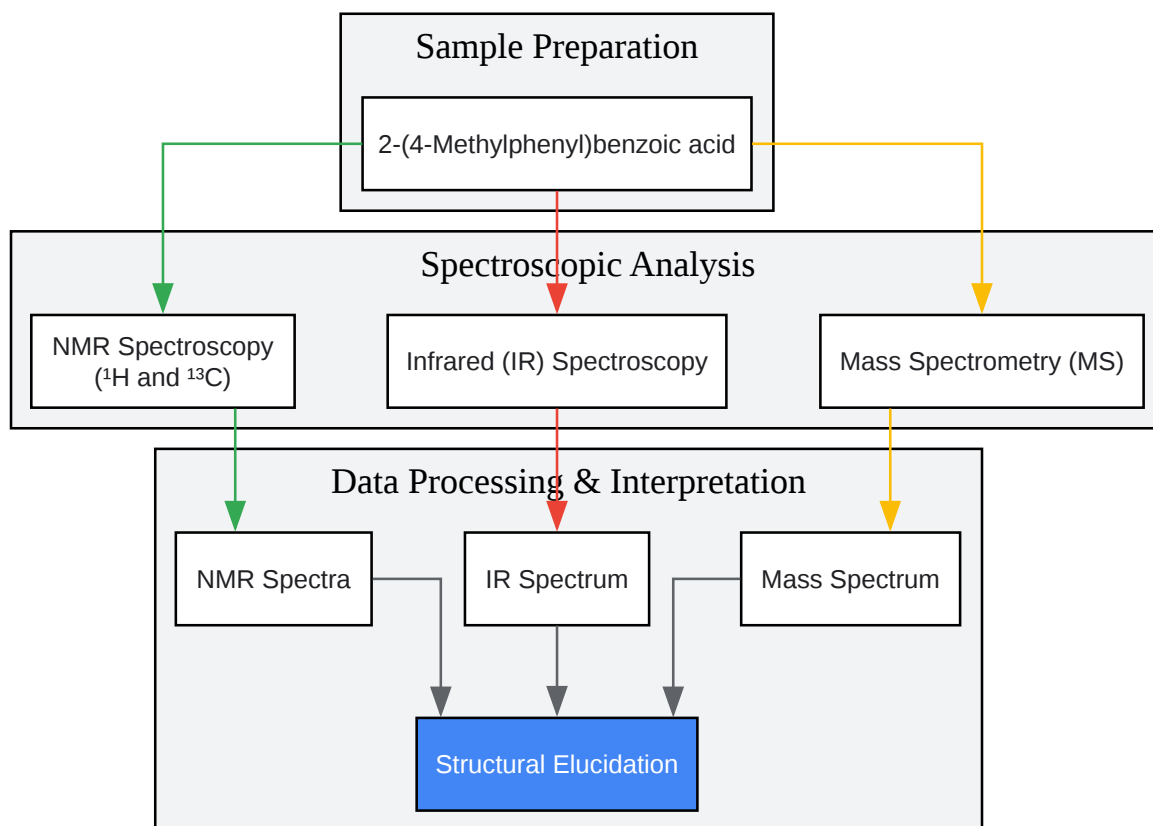 Sample Preparation
2-(4-Methylphenyl)benzoic acid
Spectroscopic Analysis
NMR Spectroscopy
(¹H and ¹³C)
Infrared (IR) Spectroscopy
Mass Spectrometry (MS)
Data Processing & Interpretation
NMR Spectra
IR Spectrum
Mass Spectrum
Structural Elucidation